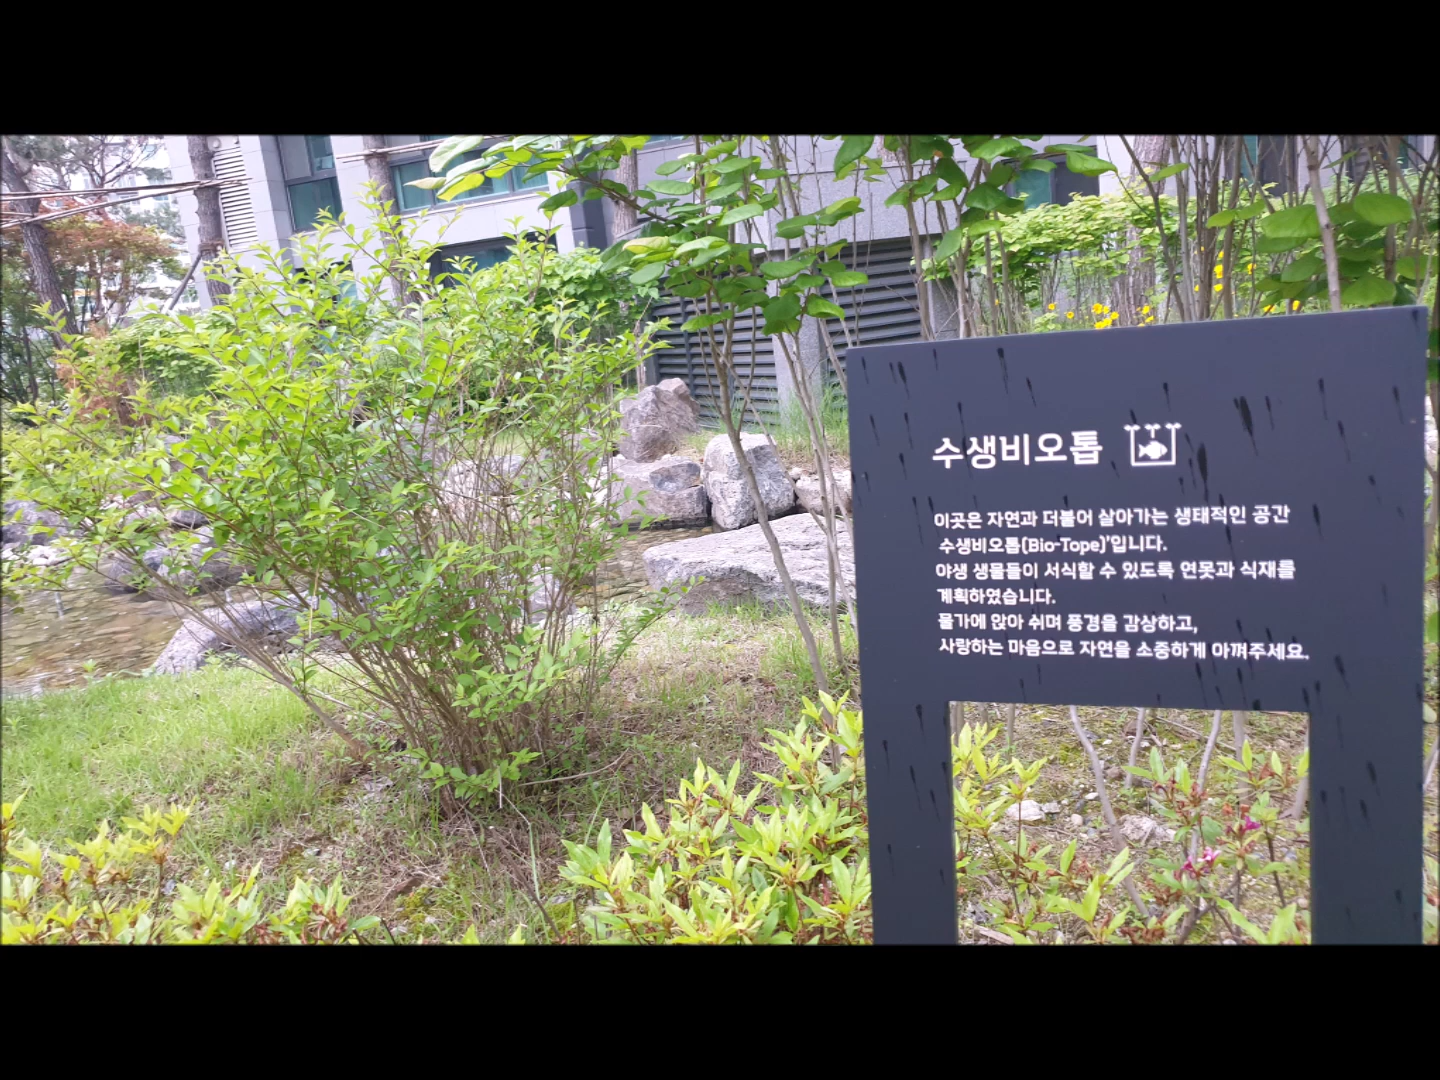 수생비오톱
이곳은 자연과 더불어 살아가는 생태적인 공간
수생비오톱(Bio-Tope)'입니다.
야생 생물들이 서식할 수 있도록 연못과 식재를
계획하였습니다.
물가에 앉아 쉬며 풍경을 감상하고,
사랑하는 마음으로 자연을 소중하게 아껴주세요.